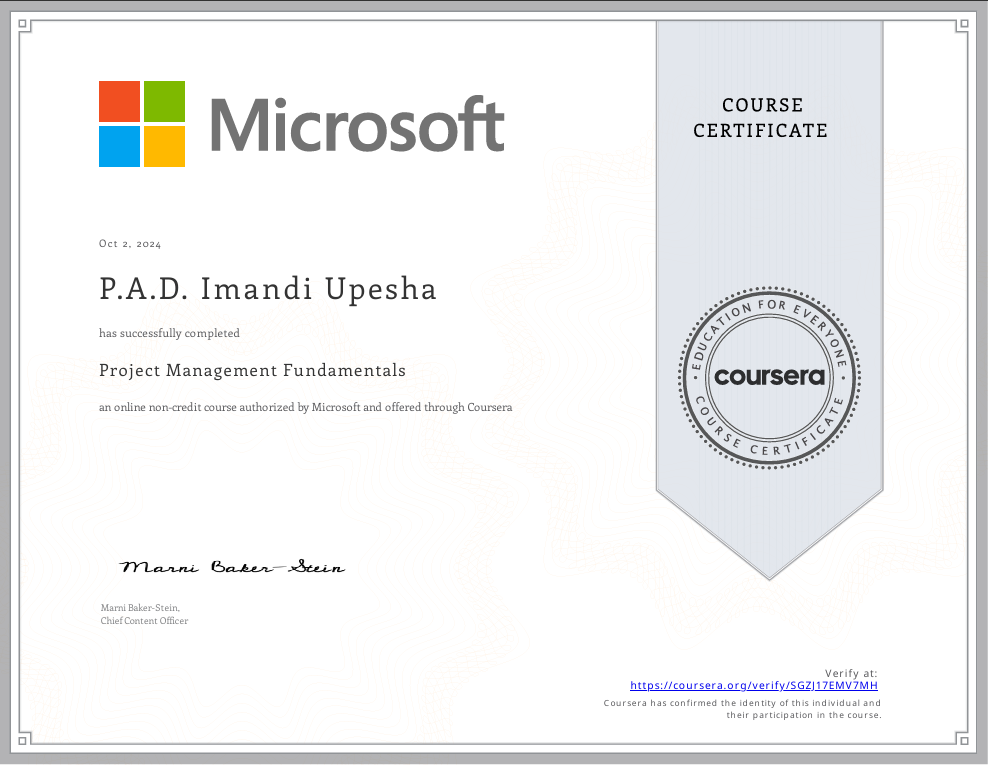 Microsoft
COURSE
CERTIFICATE
Oct 2, 2024
P.A.D. Imandi Upesha
has successfully completed
Project Management Fundamentals
an online non-credit course authorized by Microsoft and offered through Coursera
EDUCATION FOR EVERYONE
coursera
COURSE CERTIFICATE
Marni Baker-Stein
Marni Baker-Stein,
Chief Content Officer
Verify at:
https://coursera.org/verify/SGZJ17EMV7MH
Coursera has confirmed the identity of this individual and
their participation in the course.